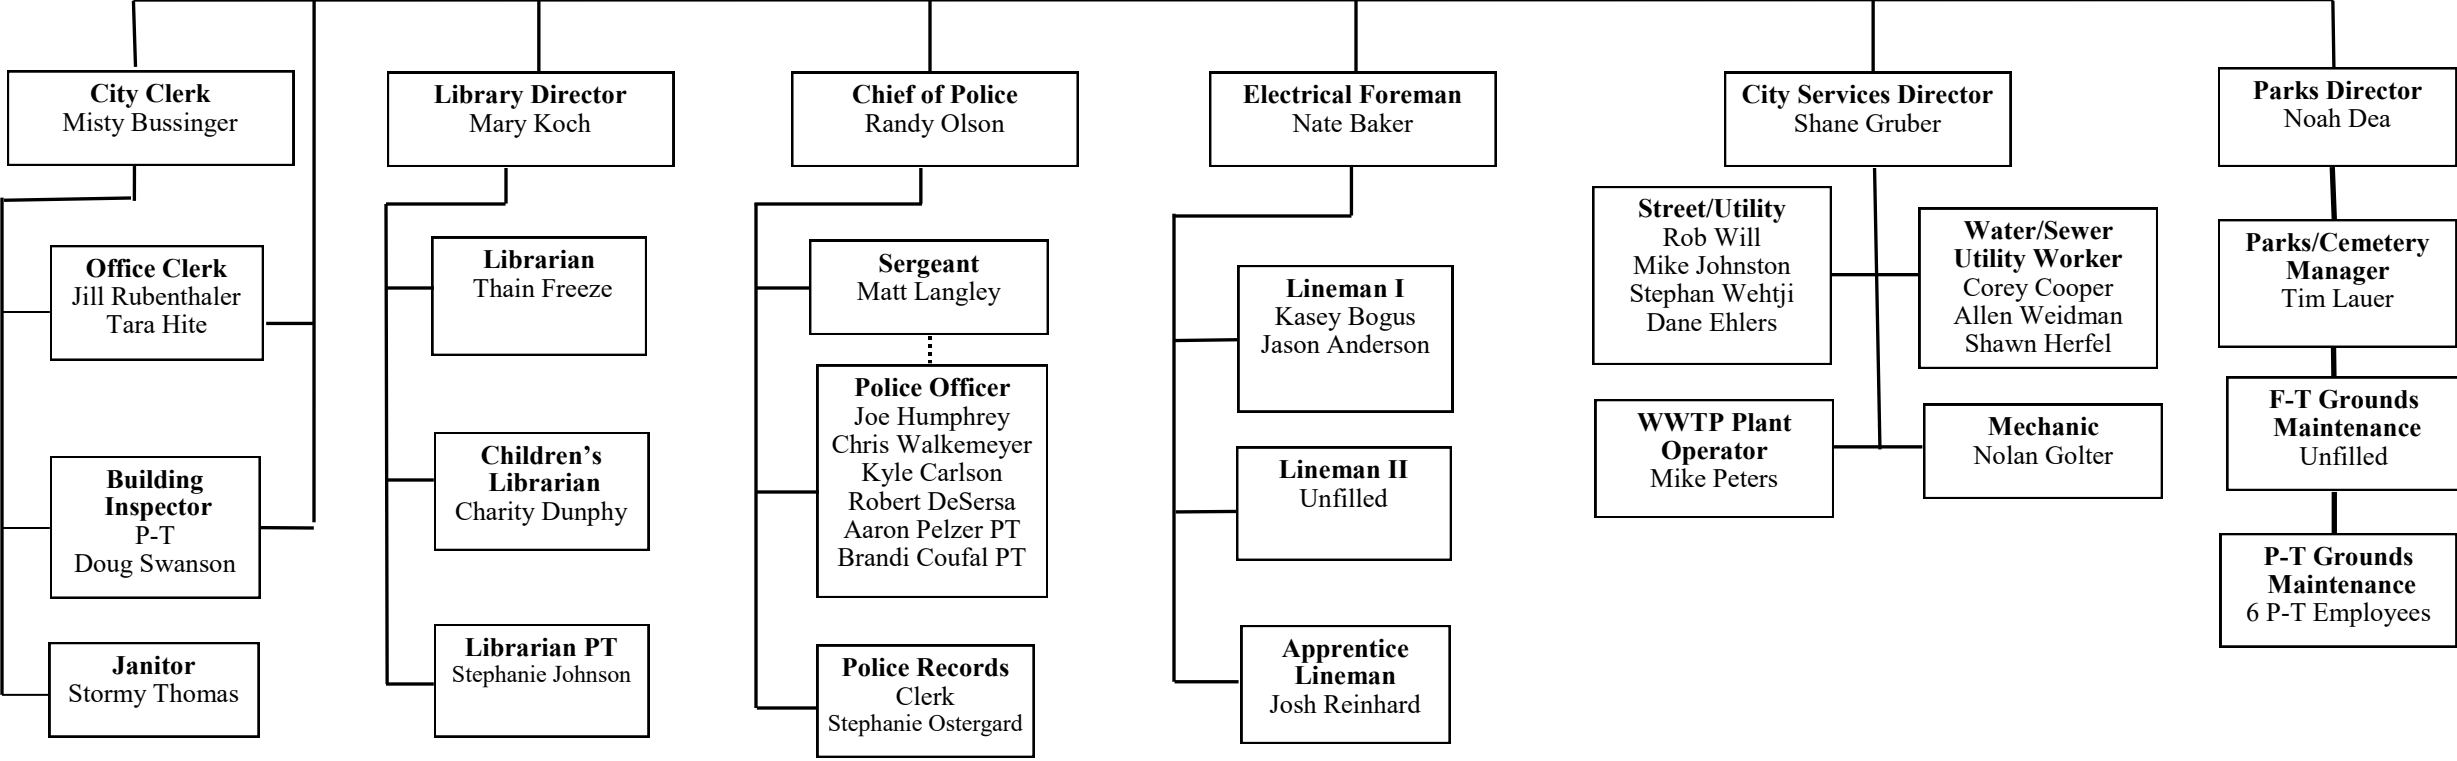 City Clerk
Misty Bussinger
Office Clerk
Jill Rubenthaler
Tara Hite
Building
Inspector
P-T
Doug Swanson
Janitor
Stormy Thomas
Library Director
Mary Koch
Librarian
Thain Freeze
Children’s
Librarian
Charity Dunphy
Librarian PT
Stephanie Johnson
Chief of Police
Randy Olson
Sergeant
Matt Langley
Police Officer
Joe Humphrey
Chris Walkemeyer
Kyle Carlson
Robert DeSersa
Aaron Pelzer PT
Brandi Coufal PT
Police Records
Clerk
Stephanie Ostergard
Electrical Foreman
Nate Baker
Lineman I
Kasey Bogus
Jason Anderson
Lineman II
Unfilled
Apprentice
Lineman
Josh Reinhard
City Services Director
Shane Gruber
Street/Utility
Rob Will
Mike Johnston
Stephan Wehtji
Dane Ehlers
Water/Sewer
Utility Worker
Corey Cooper
Allen Weidman
Shawn Herfel
WWTP Plant
Operator
Mike Peters
Mechanic
Nolan Golter
Parks Director
Noah Dea
Parks/Cemetery
Manager
Tim Lauer
F-T Grounds
Maintenance
Unfilled
P-T Grounds
Maintenance
6 P-T Employees